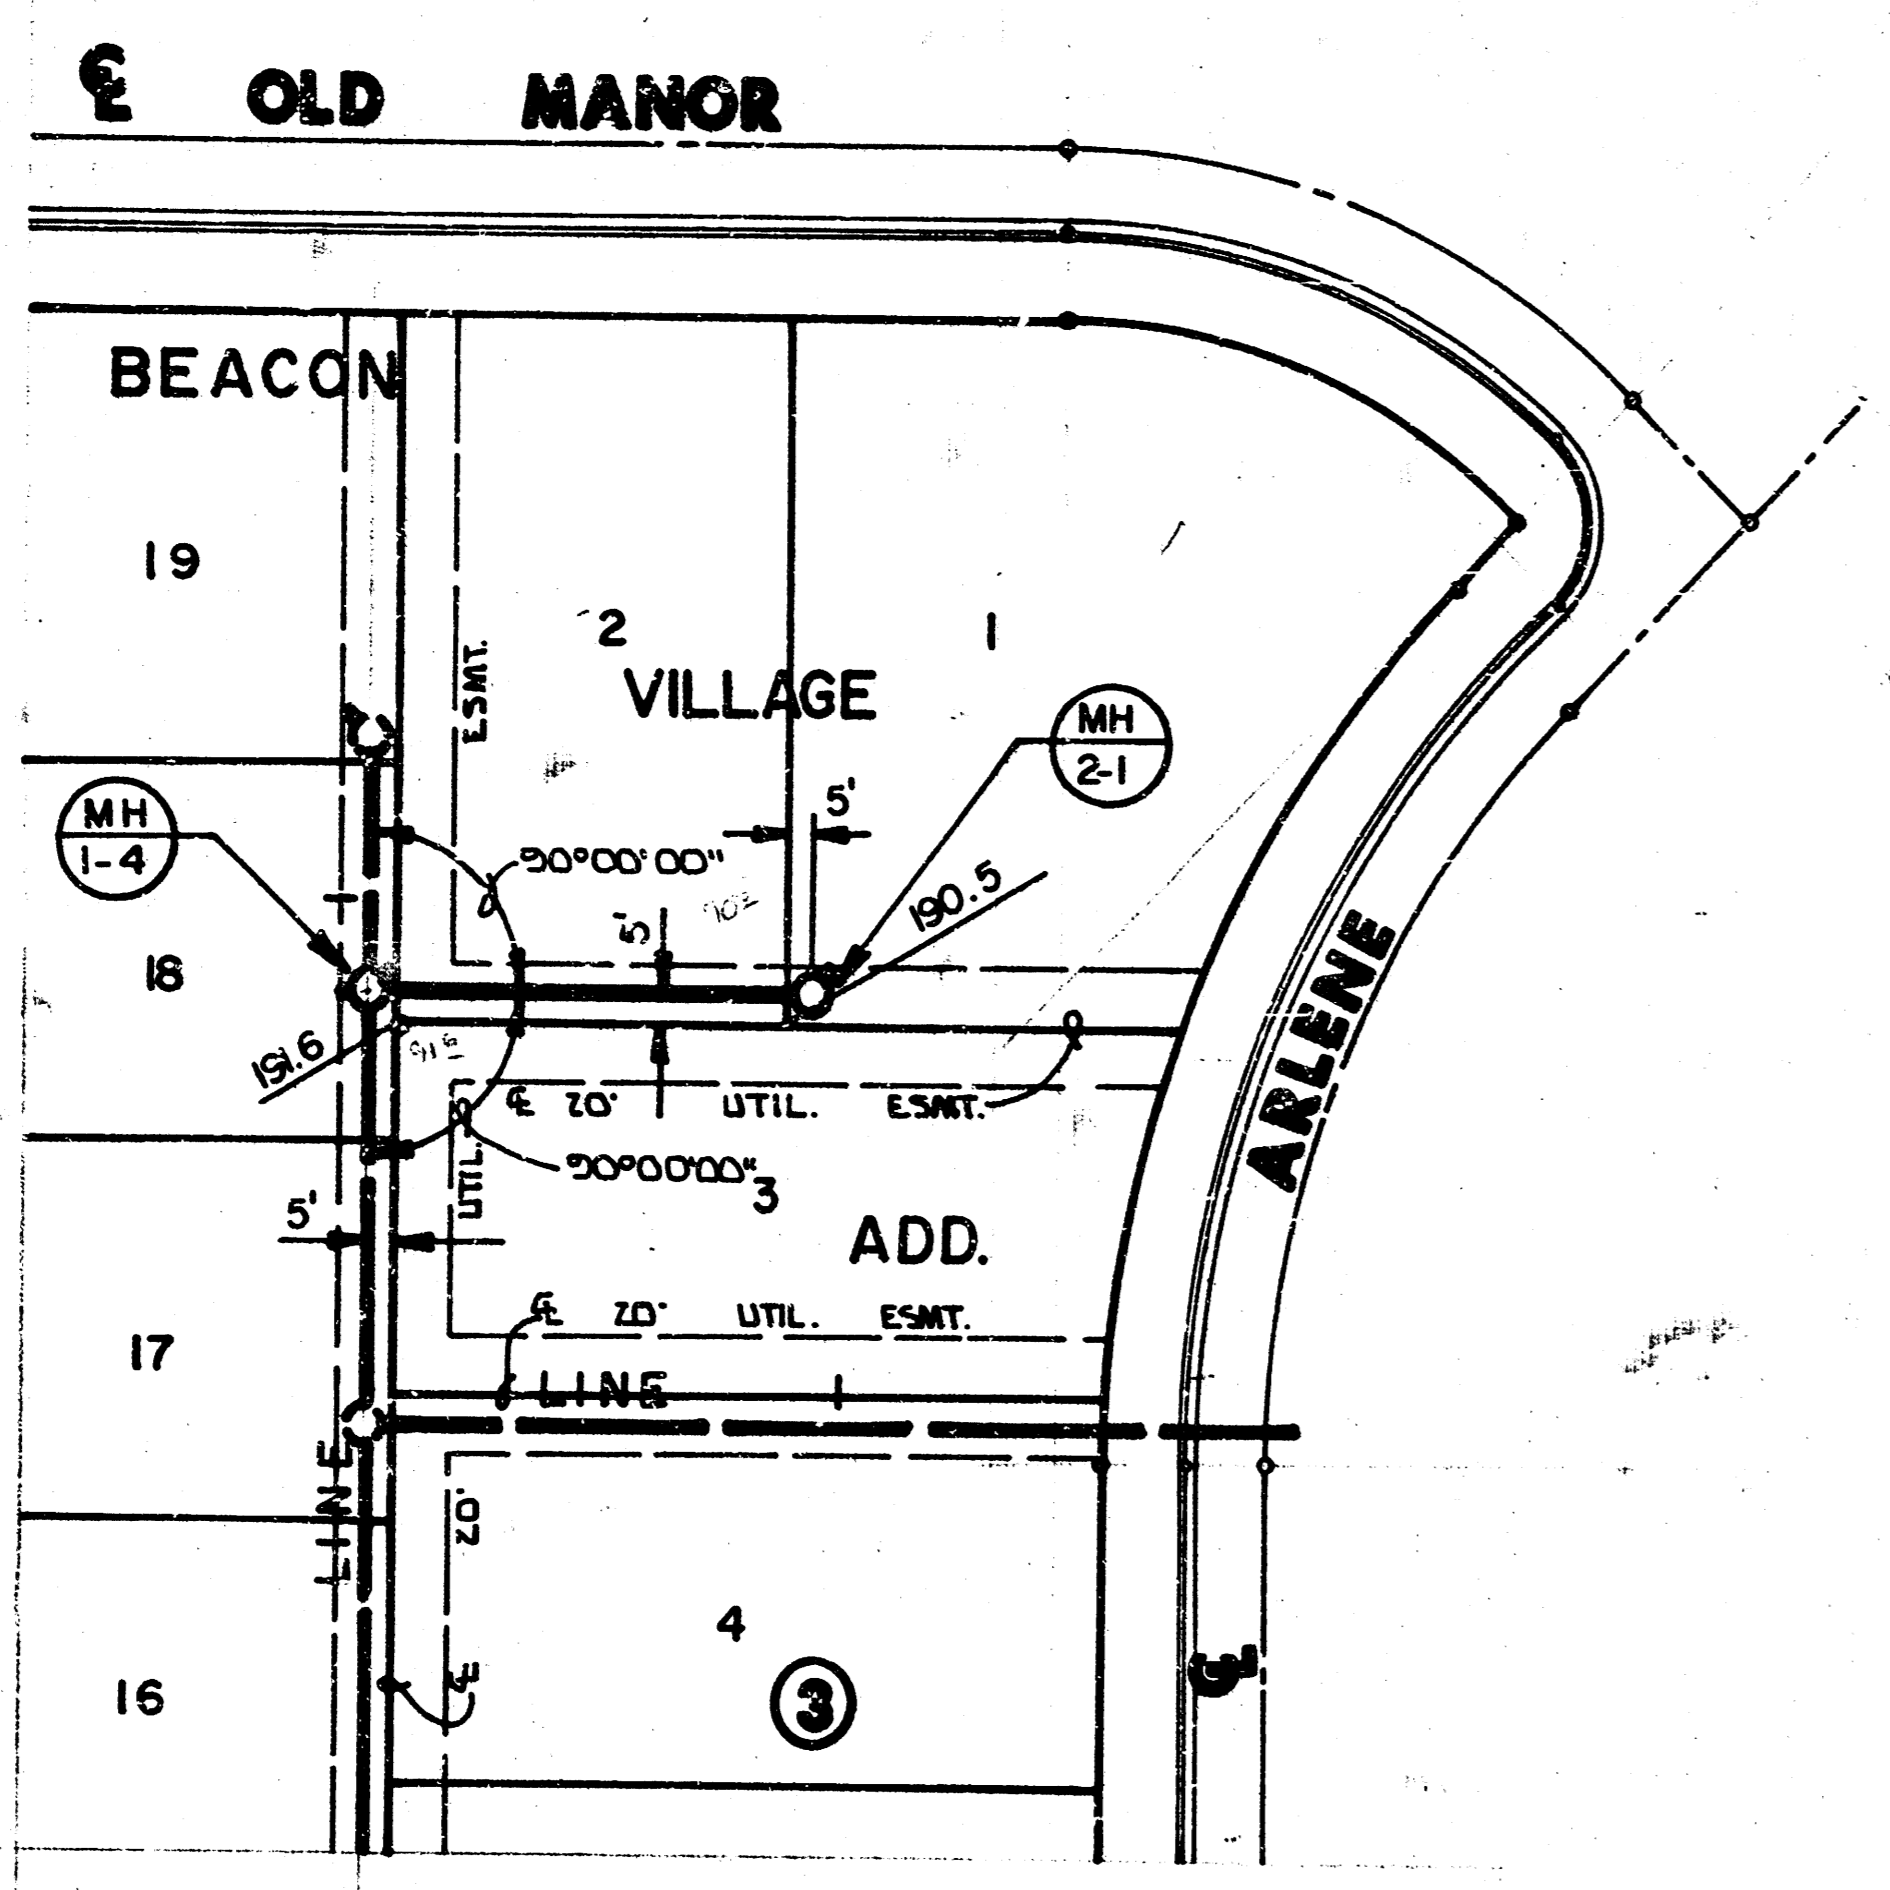 ℄ OLD MANOR
BEACON
19
2
1
ESMT.
VILLAGE
MH
2-1
5'
MH
1-4
90°00'00"
5'
190.5
18
191.6
ARLENE
℄ 20' UTIL. ESMT.
UTIL.
90°00'00"
3
5'
ADD.
℄ 20' UTIL. ESMT.
17
LINE
LINE
20'
4
℄
16
3
℄